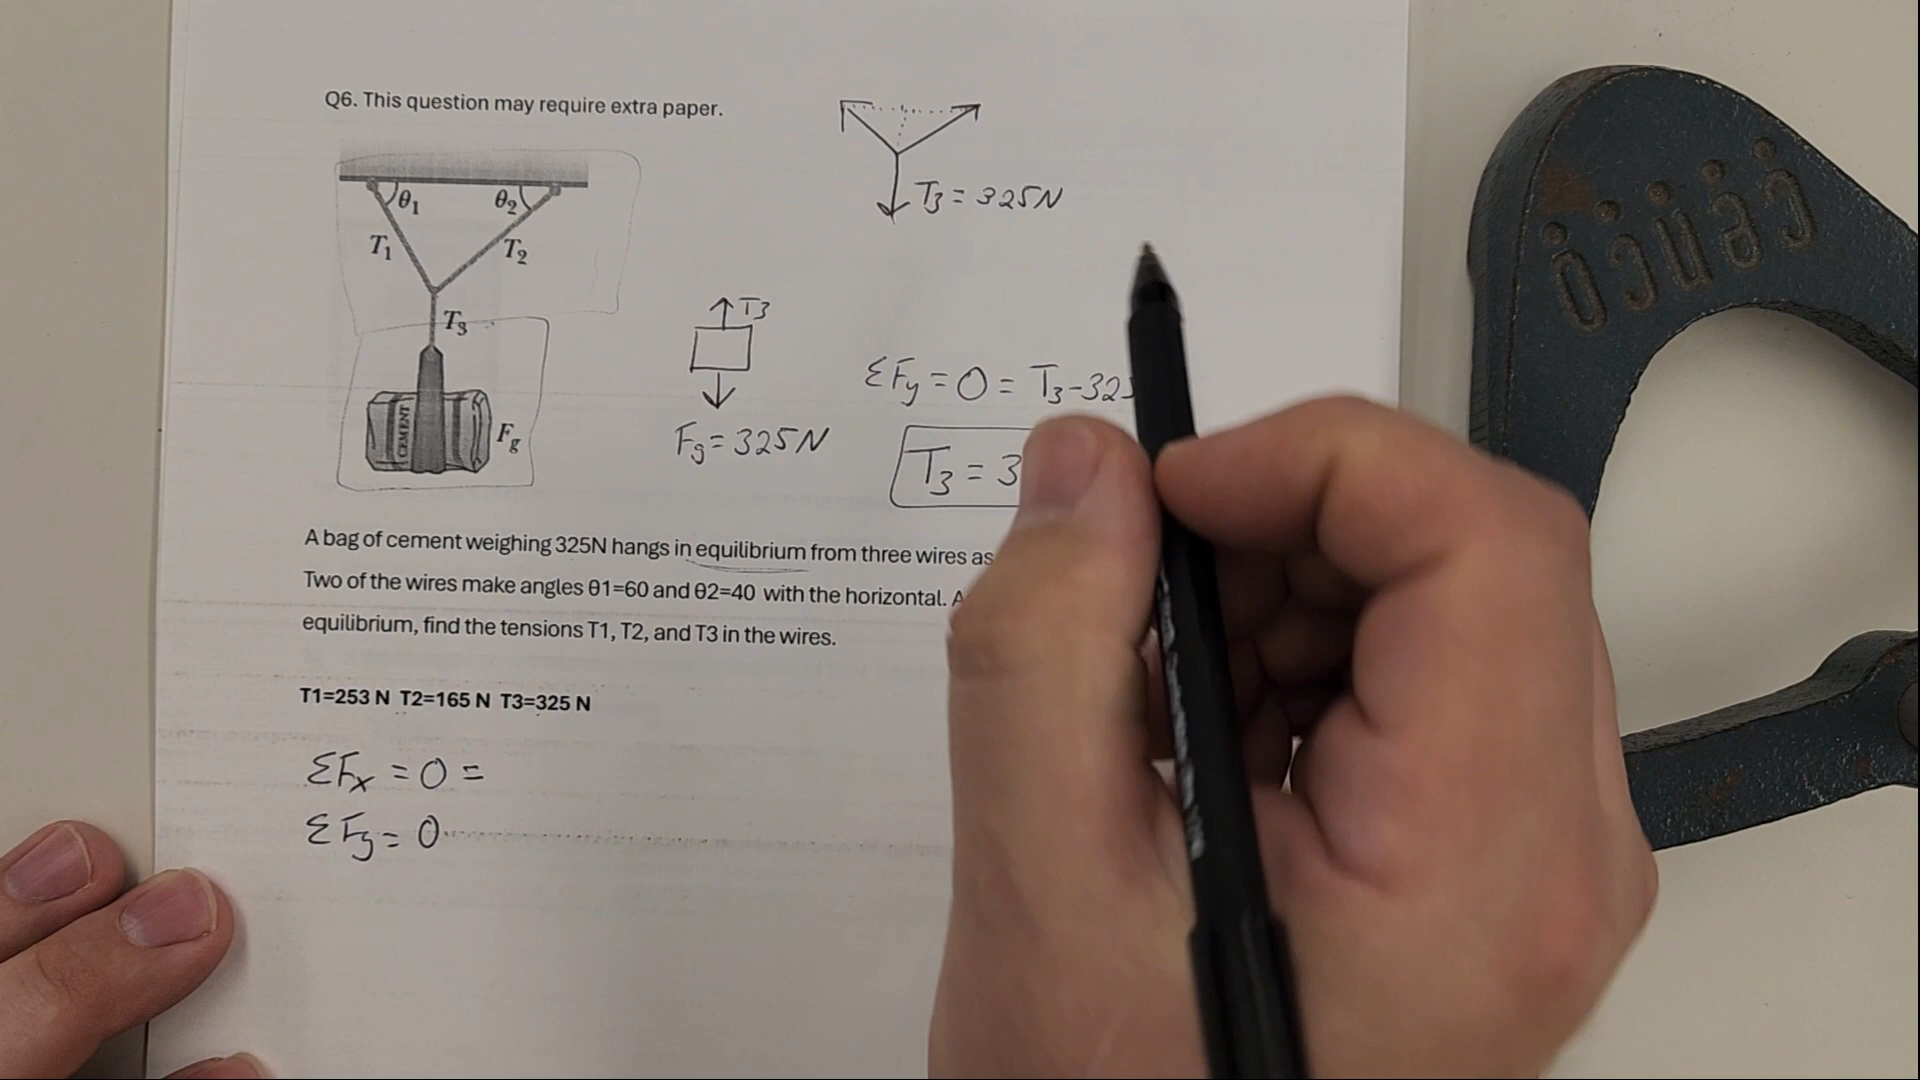 Q6. This question may require extra paper.
θ1 θ2
T1 T2
T3
CEMENT
Fg
T3 = 325N
T3
Fg = 325N
ΣFy = 0 = T3 - 32
T3 = 3
A bag of cement weighing 325N hangs in equilibrium from three wires as
Two of the wires make angles θ1=60 and θ2=40 with the horizontal.
equilibrium, find the tensions T1, T2, and T3 in the wires.
T1=253 N T2=165 N T3=325 N
ΣFx = 0 =
ΣFy = 0